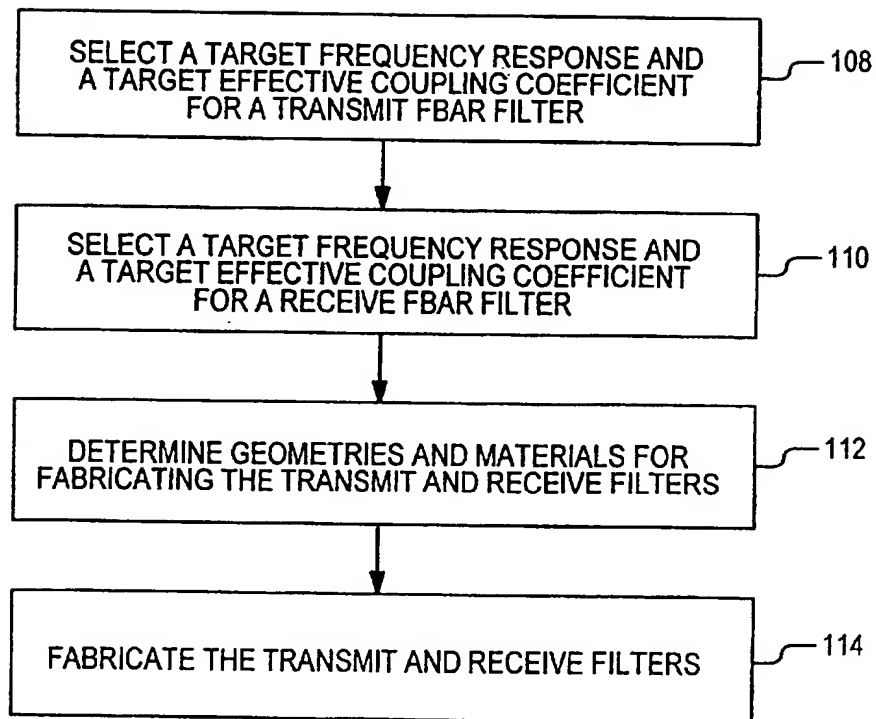 SELECT A TARGET FREQUENCY RESPONSE AND
A TARGET EFFECTIVE COUPLING COEFFICIENT
FOR A TRANSMIT FBAR FILTER
108
SELECT A TARGET FREQUENCY RESPONSE AND
A TARGET EFFECTIVE COUPLING COEFFICIENT
FOR A RECEIVE FBAR FILTER
110
DETERMINE GEOMETRIES AND MATERIALS FOR
FABRICATING THE TRANSMIT AND RECEIVE FILTERS
112
FABRICATE THE TRANSMIT AND RECEIVE FILTERS
114